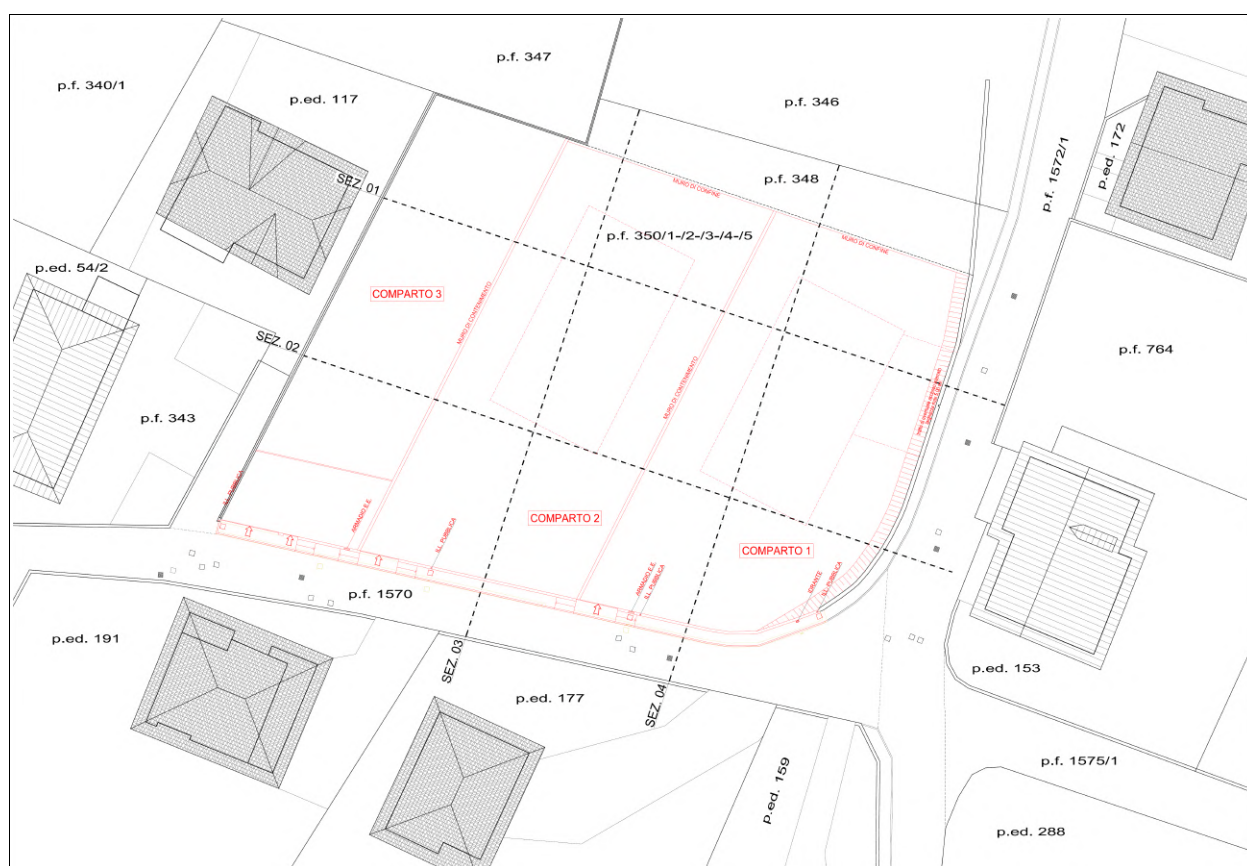 p.f. 347
p.f. 340/1
p.ed. 117
p.f. 346
p.f. 1572/1
p.ed. 172
SEZ. 01
p.f. 348
MURO DI CONFINE
p.f. 350/1-/2-/3-/4-/5
MURO DI CONFINE
p.ed. 54/2
COMPARTO 3
MURO DI CONTENIMENTO
SEZ. 02
p.f. 764
MURO DI CONTENIMENTO
p.f. 343
ILL. PUBBLICA
ARMADIO E.E.
ILL. PUBBLICA
COMPARTO 2
COMPARTO 1
ARMADIO E.E.
ILL. PUBBLICA
IDRANTE
ILL. PUBBLICA
p.f. 1570
p.ed. 191
SEZ. 03
SEZ. 04
p.ed. 177
p.ed. 153
p.ed. 159
p.f. 1575/1
p.ed. 288